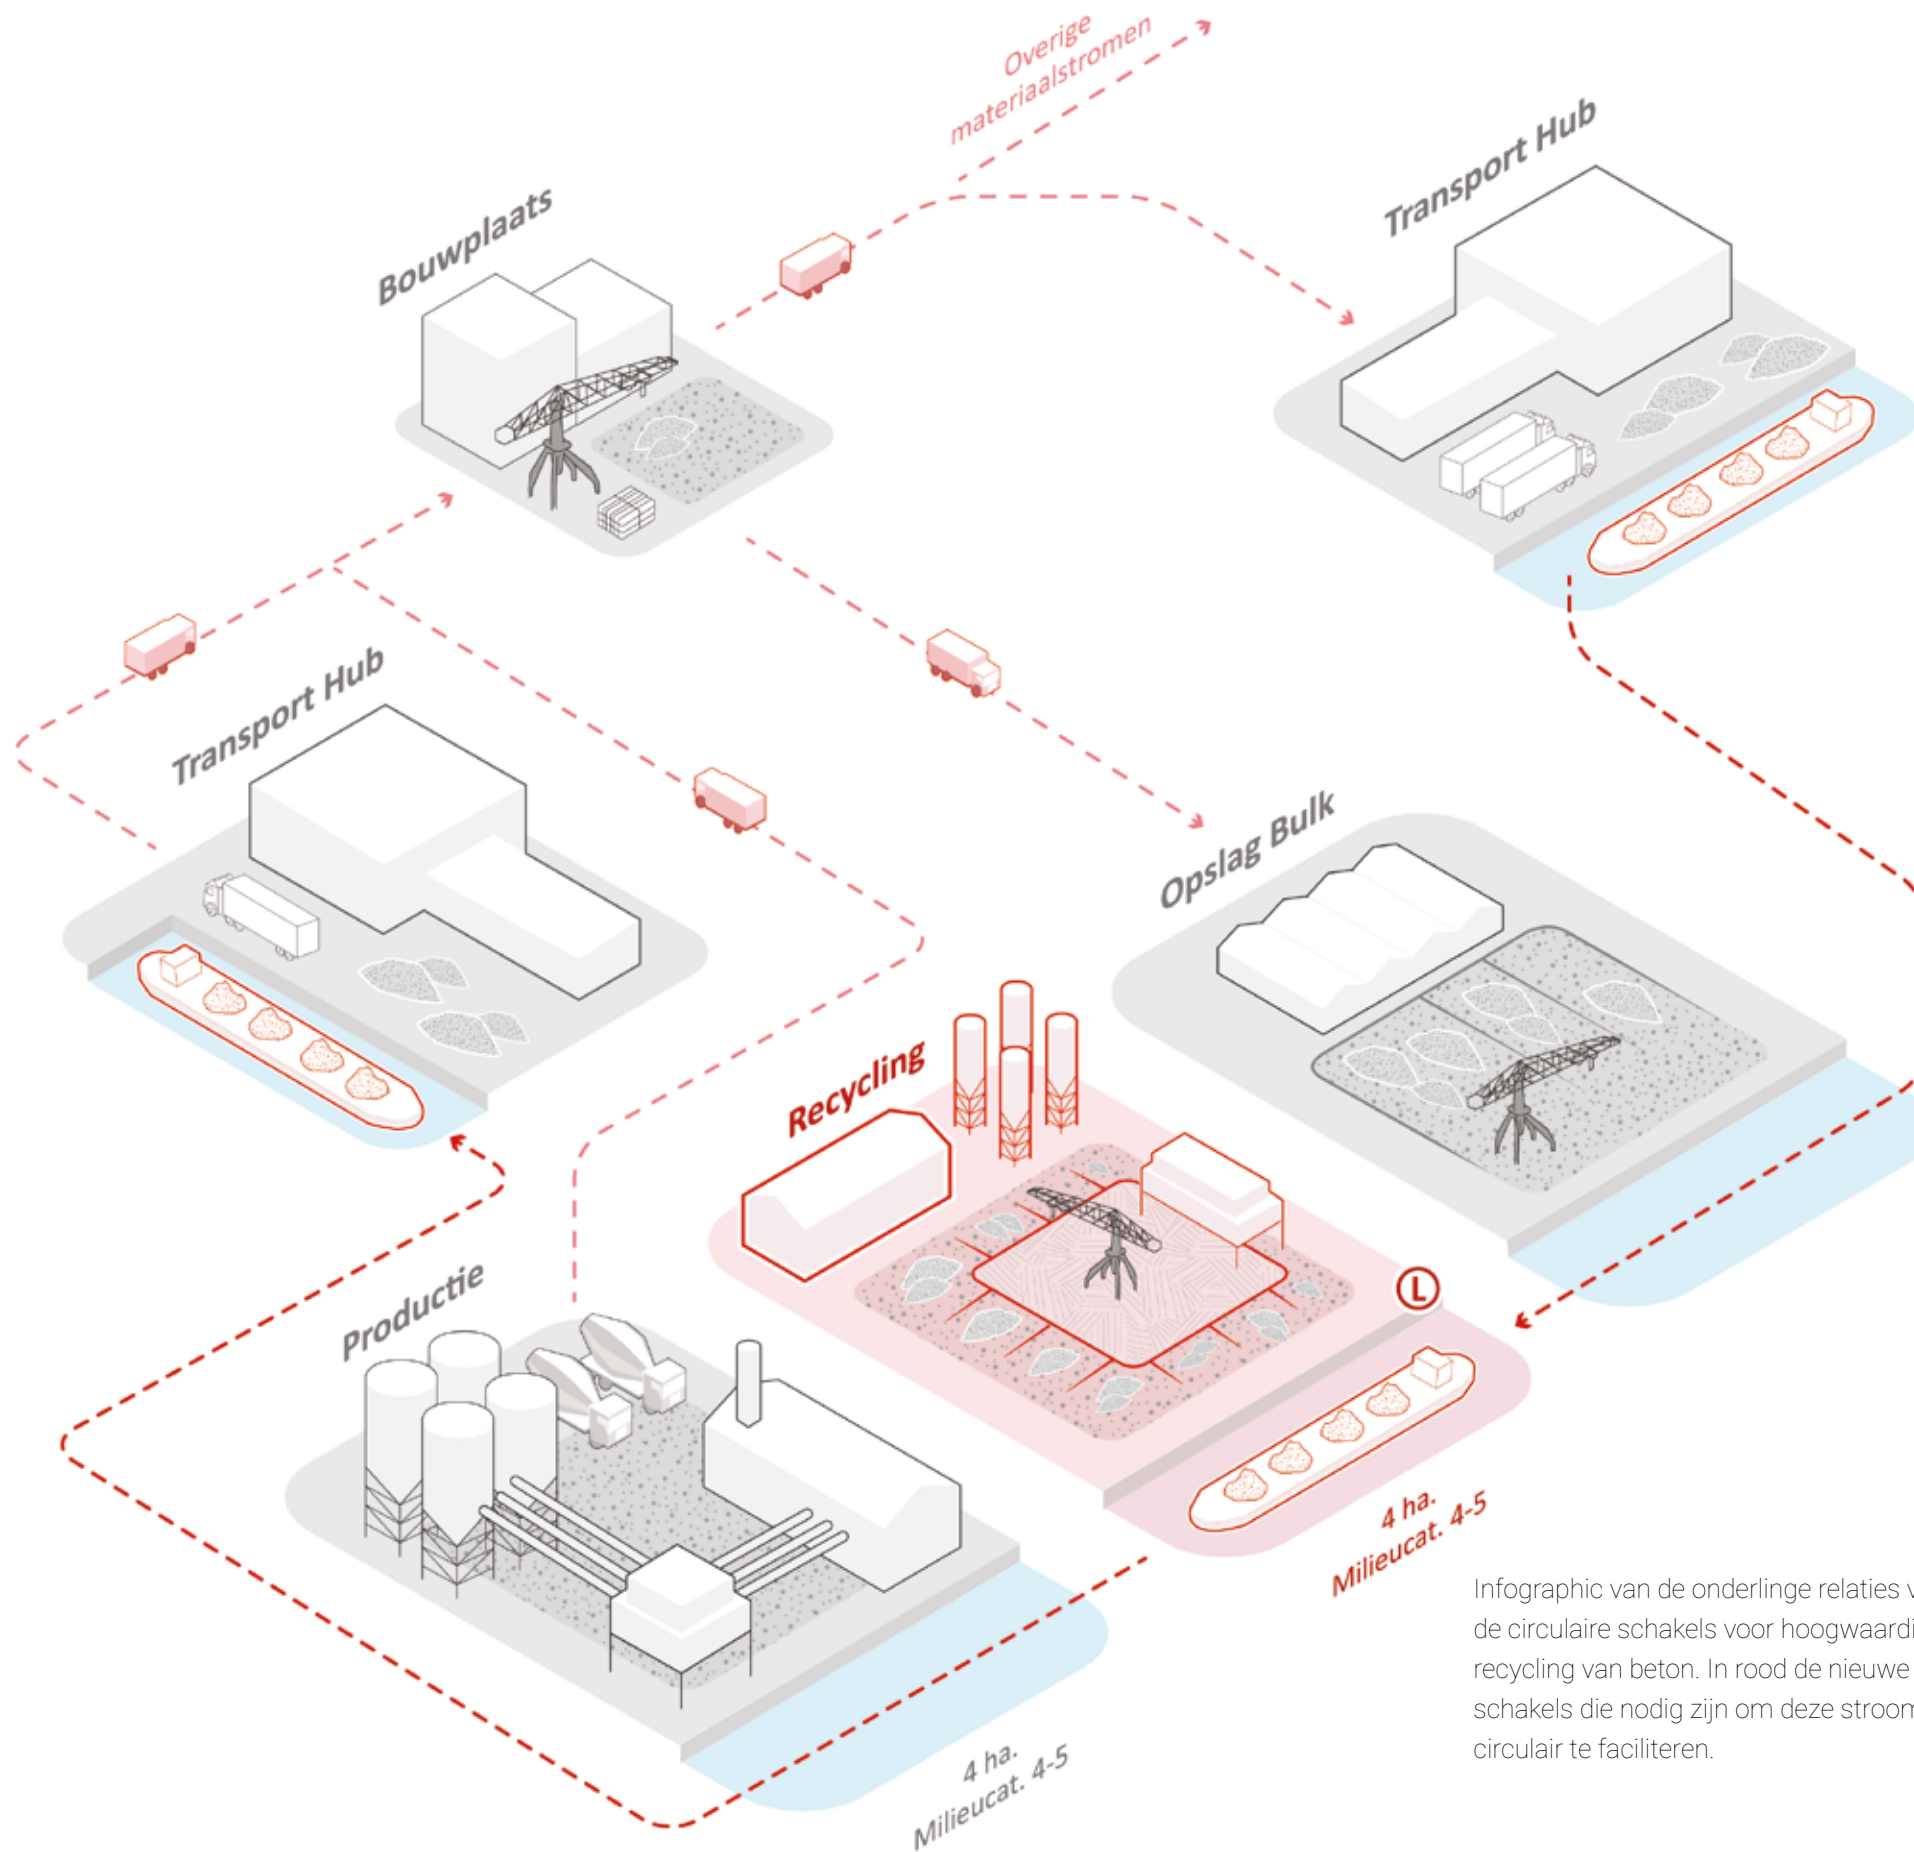 Overige
materiaalstromen
Transport Hub
Bouwplaats
Transport Hub
Opslag Bulk
Recycling
L
Productie
4 ha.
Milieucat. 4-5
4 ha.
Milieucat. 4-5
Infographic van de onderlinge relaties
de circulaire schakels voor
recycling van beton. In rood de nieuwe
schakels die nodig zijn om deze
circulair te faciliteren.